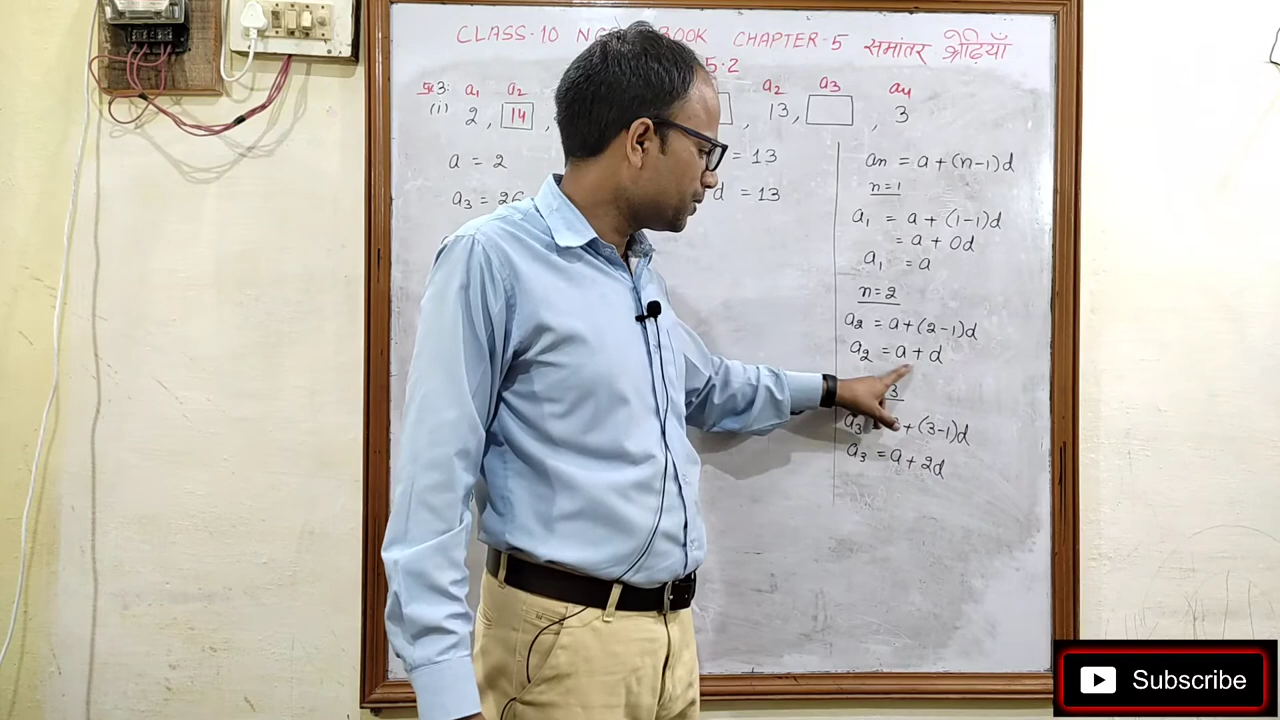 CLASS-10 NC BOOK CHAPTER-5 समांतर श्रेढ़ियाँ
5.2
3: a₁ a₂ a₂ a₃ a₄
(i) 2, 14, , 13, , 3
a = 2 = 13
a₃ = 26 d = 13
aₙ = a + (n-1)d
n=1
a₁ = a + (1-1)d
= a + 0d
a₁ = a
n=2
a₂ = a+(2-1)d
a₂ = a + d
3
a₃ + (3-1)d
a₃ = a + 2d
Subscribe